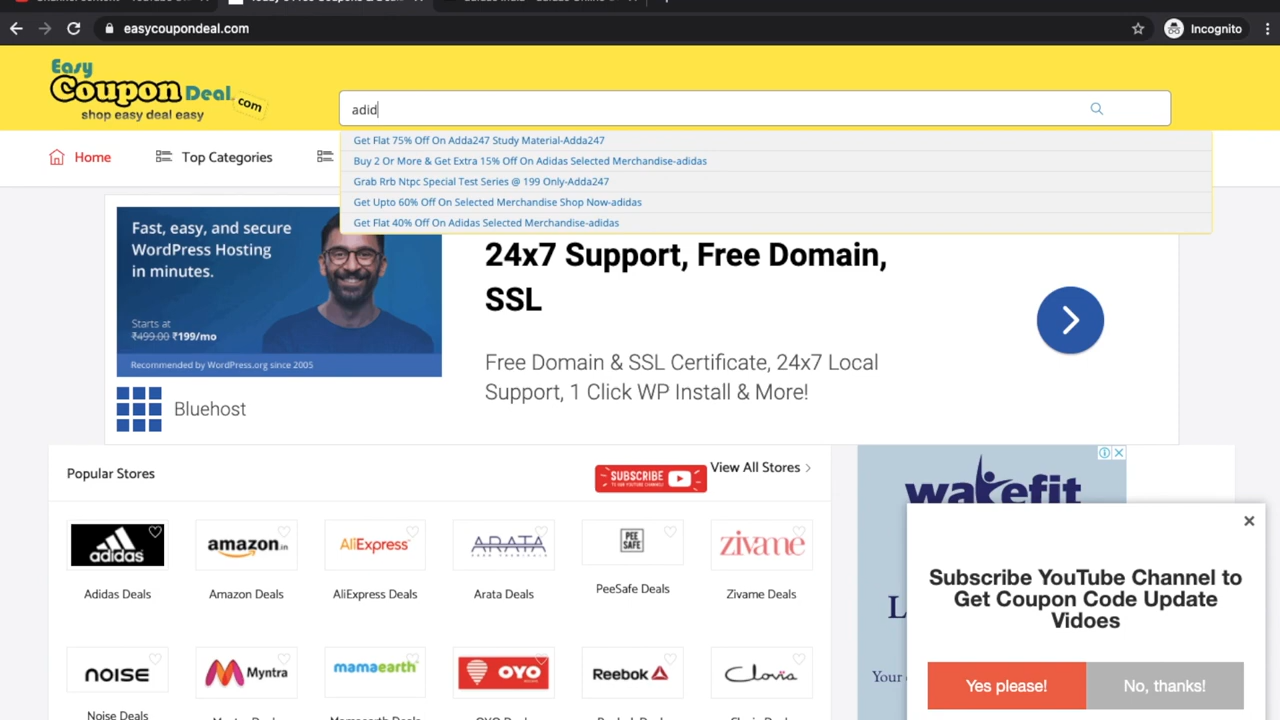 easycoupondeal.com
Incognito
Easy
Coupon Deal.com
shop easy deal easy
adid
Get Flat 75% Off On Adda247 Study Material-Adda247
Buy 2 Or More & Get Extra 15% Off On Adidas Selected Merchandise-adidas
Grab Rrb Ntpc Special Test Series @ 199 Only-Adda247
Get Upto 60% Off On Selected Merchandise Shop Now-adidas
Get Flat 40% Off On Adidas Selected Merchandise-adidas
Home
Top Categories
Fast, easy, and secure
WordPress Hosting
in minutes.
Starts at
₹499.00 ₹199/mo
Recommended by WordPress.org since 2005
Bluehost
24x7 Support, Free Domain,
SSL
Free Domain & SSL Certificate, 24x7 Local
Support, 1 Click WP Install & More!
Popular Stores
SUBSCRIBE
TO OUR YOUTUBE CHANNEL
View All Stores
adidas
amazon.in
AliExpress
ARATA
PEE
SAFE
zivame
Adidas Deals
Amazon Deals
AliExpress Deals
Arata Deals
PeeSafe Deals
Zivame Deals
NOISE
Myntra
mamaearth
OYO
Reebok
Clovia
Noise Deals
wakefit
L
Your
Subscribe YouTube Channel to
Get Coupon Code Update
Vidoes
Yes please!
No, thanks!